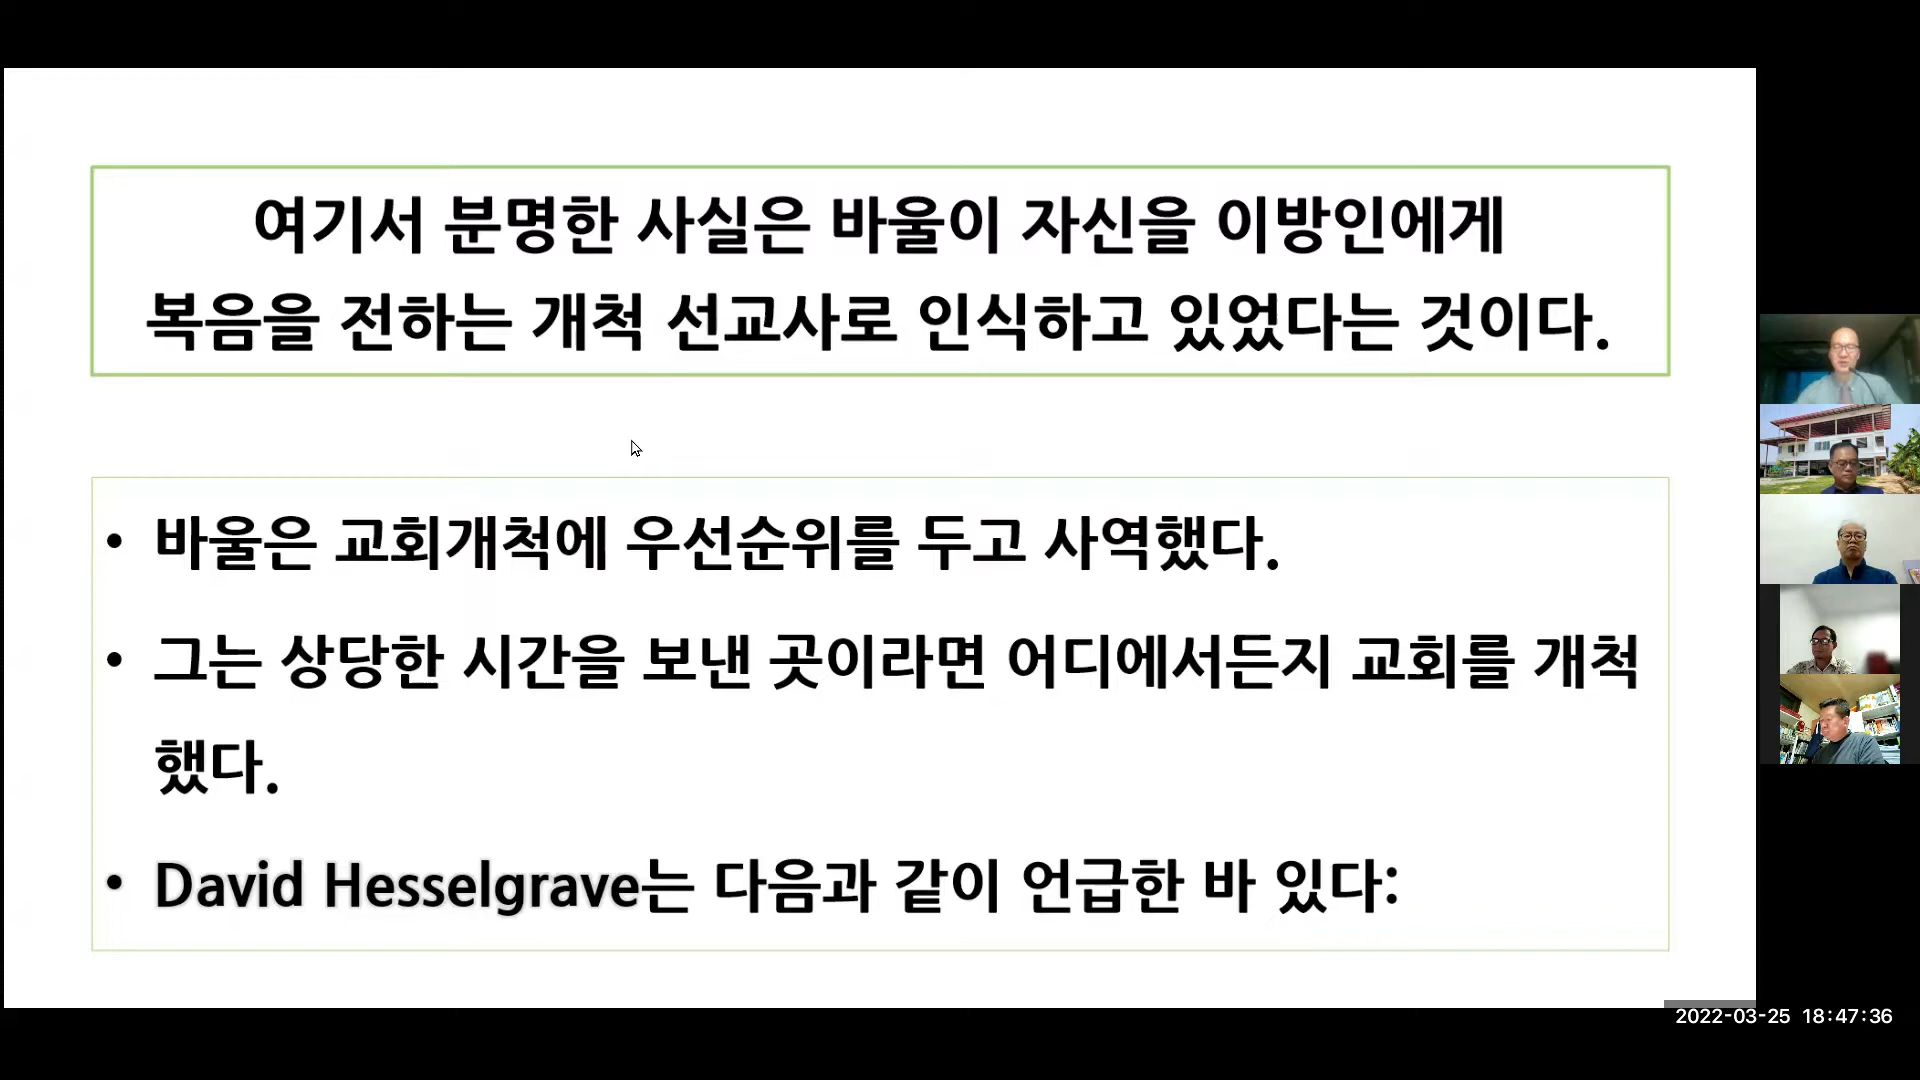 여기서 분명한 사실은 바울이 자신을 이방인에게
복음을 전하는 개척 선교사로 인식하고 있었다는 것이다.
• 바울은 교회개척에 우선순위를 두고 사역했다.
• 그는 상당한 시간을 보낸 곳이라면 어디에서든지 교회를 개척
했다.
• David Hesselgrave는 다음과 같이 언급한 바 있다:
2022-03-25 18:47:36